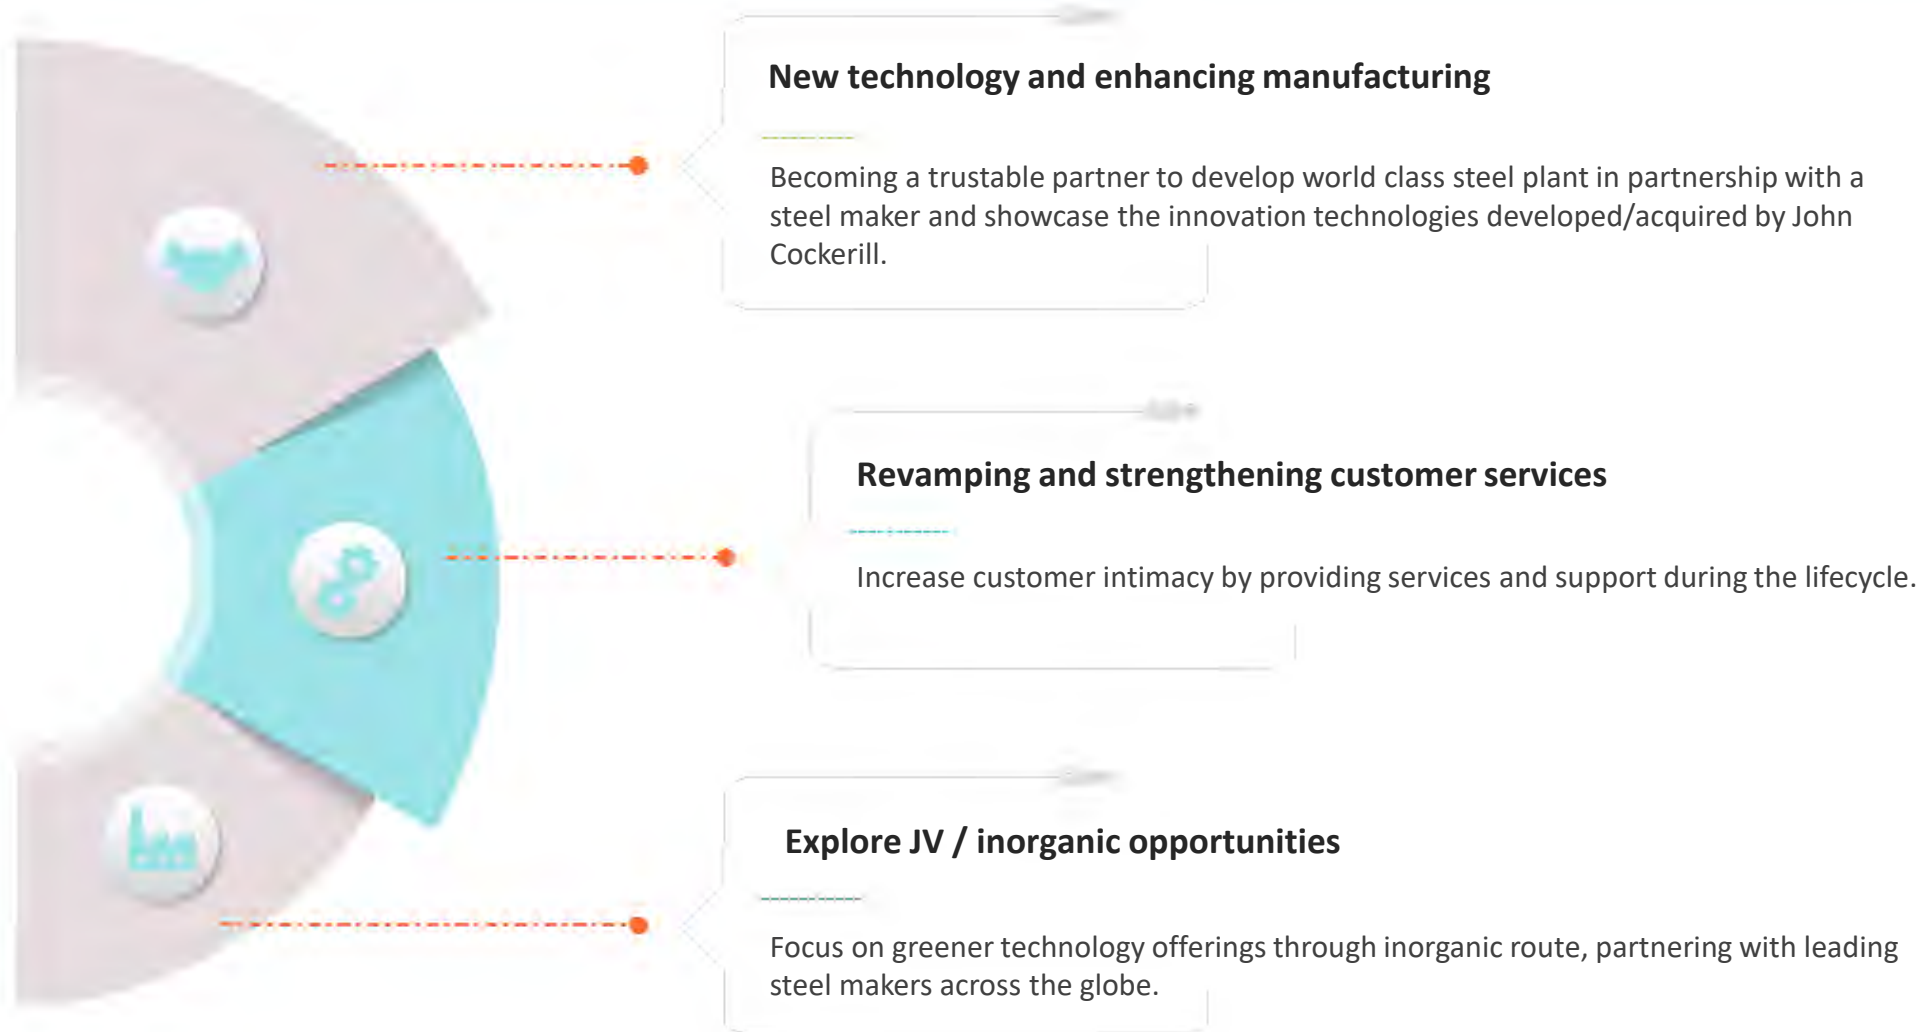 New technology and enhancing manufacturing
Becoming a trustable partner to develop world class steel plant in partnership with a
steel maker and showcase the innovation technologies developed/acquired by John
Cockerill.
Revamping and strengthening customer services
Increase customer intimacy by providing services and support during the lifecycle.
Explore JV / inorganic opportunities
Focus on greener technology offerings through inorganic route, partnering with leading
steel makers across the globe.